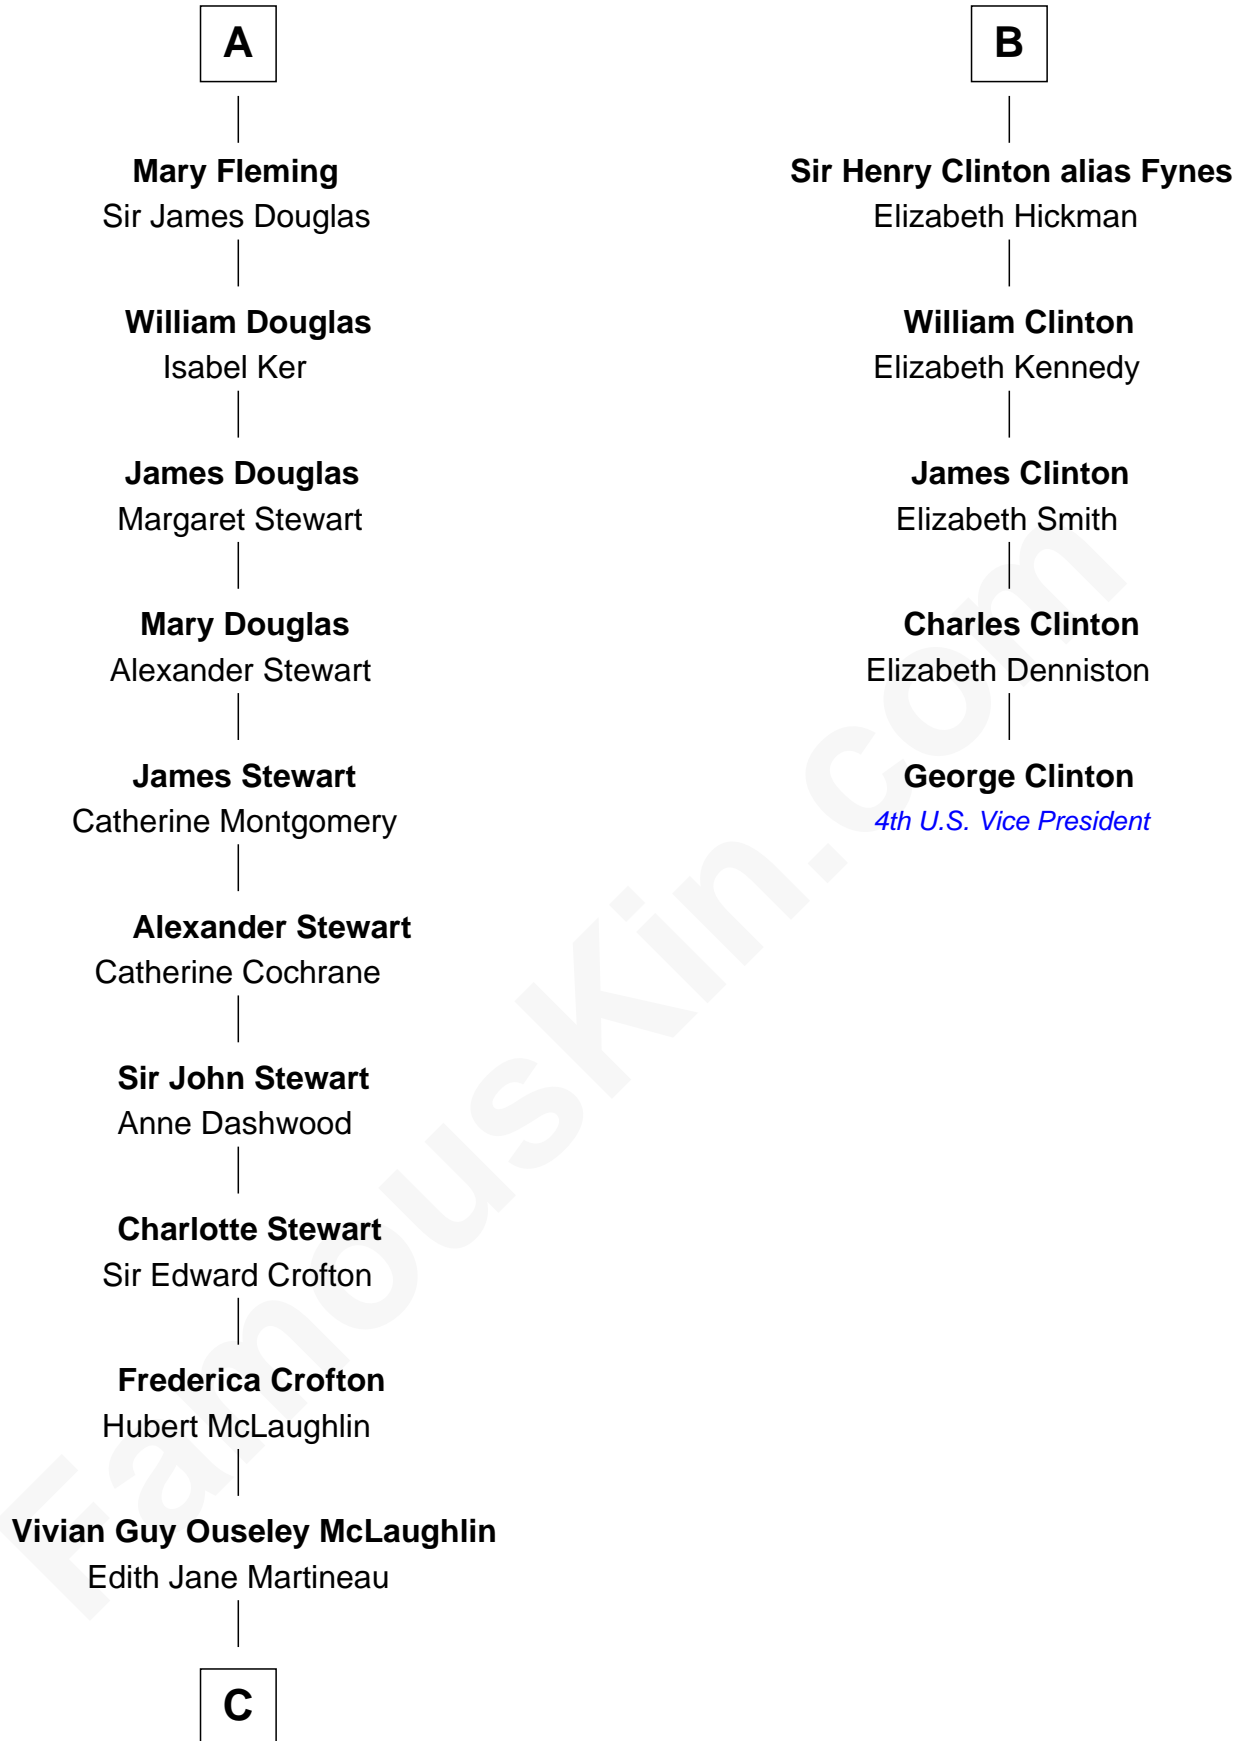 A
Mary Fleming
Sir James Douglas
William Douglas
Isabel Ker
James Douglas
Margaret Stewart
Mary Douglas
Alexander Stewart
James Stewart
Catherine Montgomery
Alexander Stewart
Catherine Cochrane
Sir John Stewart
Anne Dashwood
Charlotte Stewart
Sir Edward Crofton
Frederica Crofton
Hubert McLaughlin
Vivian Guy Ouseley McLaughlin
Edith Jane Martineau
C
B
Sir Henry Clinton alias Fynes
Elizabeth Hickman
William Clinton
Elizabeth Kennedy
James Clinton
Elizabeth Smith
Charles Clinton
Elizabeth Denniston
George Clinton
4th U.S. Vice President
FamousKin.com